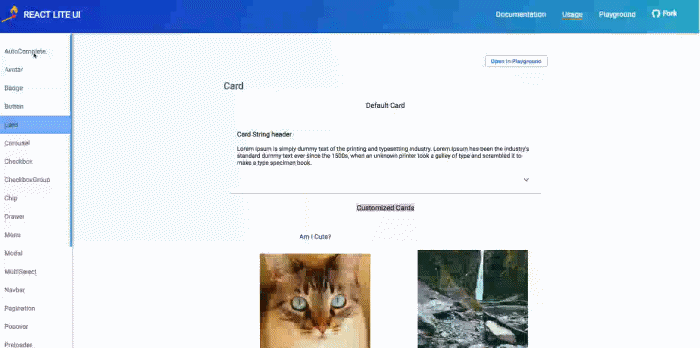 REACT LITE UI
Documentation
Usage
Playground
Fork
AutoComplete
Avatar
Badge
Button
Card
Carousel
Checkbox
CheckboxGroup
Chip
Drawer
Menu
Modal
MultiSelect
Navbar
Pagination
Popover
Preloader
Open In Playground
Card
Default Card
Card String header
Lorem Ipsum is simply dummy text of the printing and typesetting industry. Lorem Ipsum has been the industry's
standard dummy text ever since the 1500s, when an unknown printer took a galley of type and scrambled it to
make a type specimen book.
Customized Cards
Am I Cute?